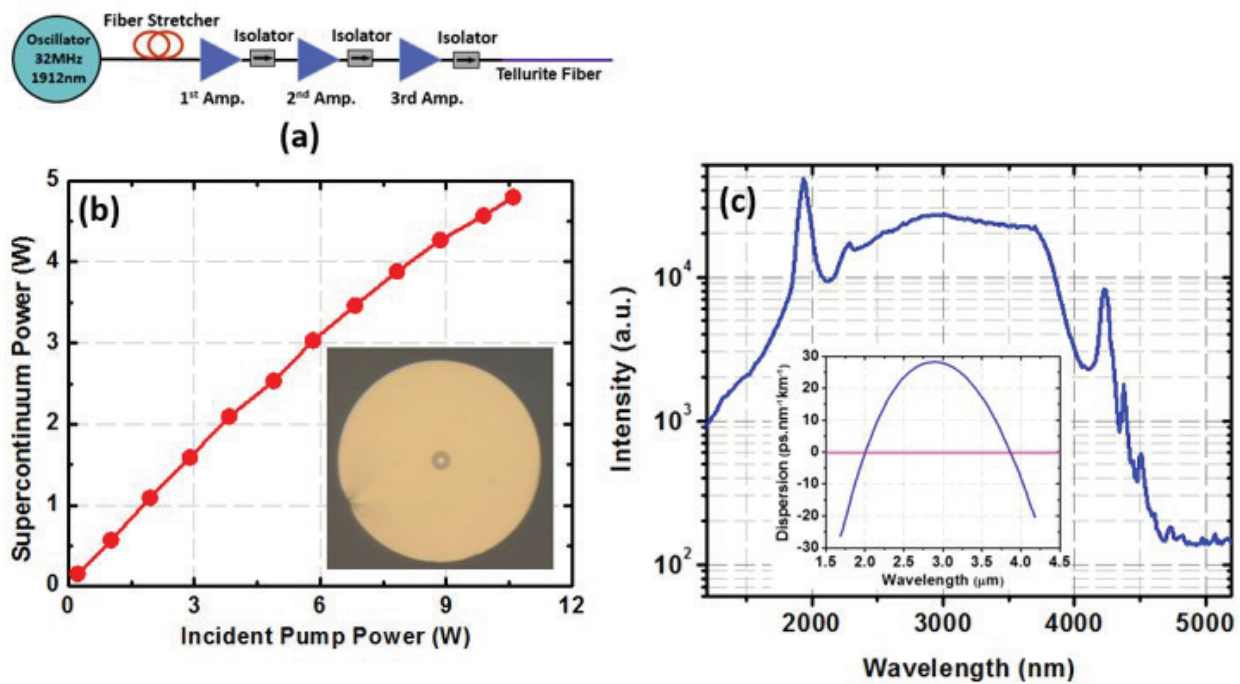 Fiber Stretcher
Oscillator
32MHz
1912nm
Isolator
Isolator
Isolator
1st Amp.
2nd Amp.
3rd Amp.
Tellurite Fiber
(a)
(b)
Supercontinuum Power (W)
5
4
3
2
1
0
0
3
6
9
12
Incident Pump Power (W)
(c)
Intensity (a.u.)
10^4
10^3
10^2
2000
3000
4000
5000
Wavelength (nm)
Dispersion (ps.nm-1km-1)
30
20
10
0
-10
-20
-30
1.5
2.0
2.5
3.0
3.5
4.0
4.5
Wavelength (μm)